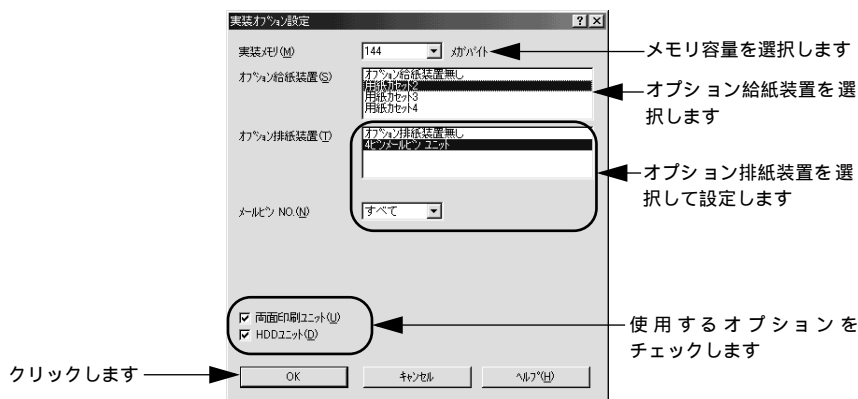 実装オプション設定
実装メモリ(M)
144
メガバイト
メモリ容量を選択します
オプション給紙装置(S)
オプション給紙装置無し
用紙カセット2
用紙カセット3
用紙カセット4
オプション給紙装置を選
択します
オプション排紙装置(T)
オプション排紙装置無し
4ビンメールビン ユニット
オプション排紙装置を選
択して設定します
メールビン NO.(N)
すべて
両面印刷ユニット(U)
HDDユニット(D)
使用するオプションを
チェックします
クリックします
OK
キャンセル
ヘルプ(H)